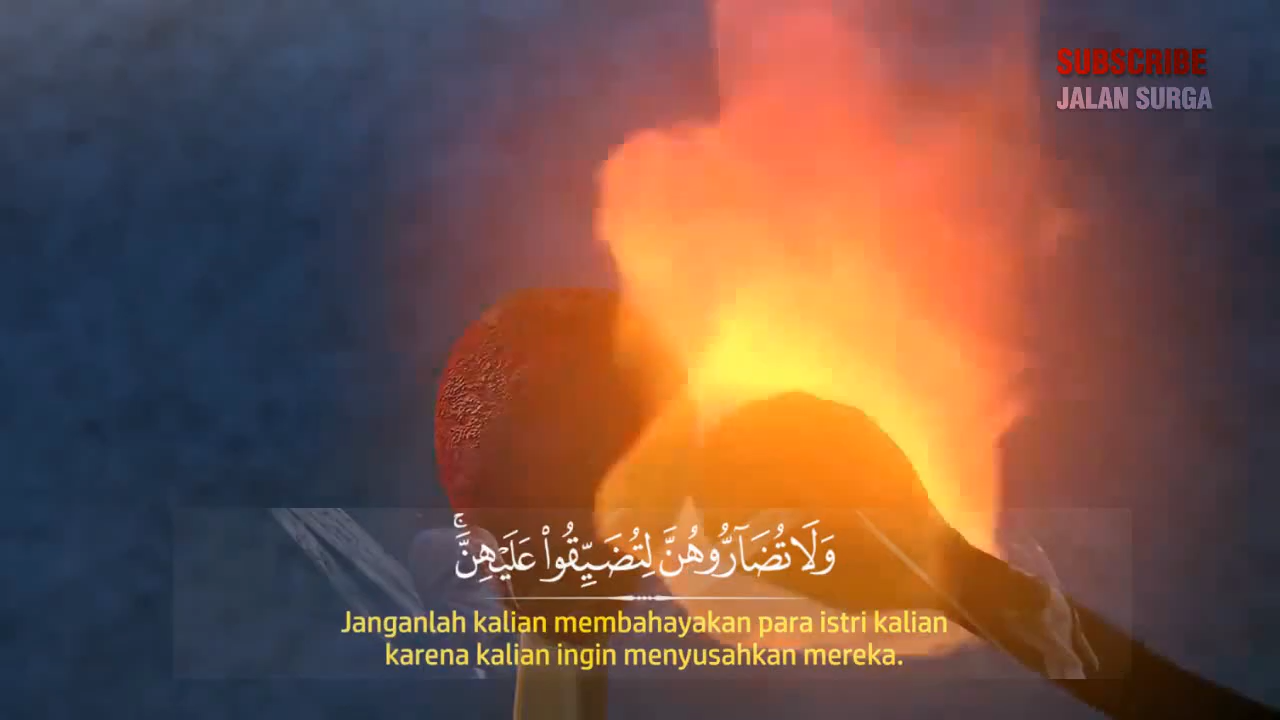 SUBSCRIBE
JALAN SURGA
وَلَا تُضَآرُّوهُنَّ لِتُضَيِّقُوا۟ عَلَيْهِنَّ ۚ
Janganlah kalian membahayakan para istri kalian
karena kalian ingin menyusahkan mereka.